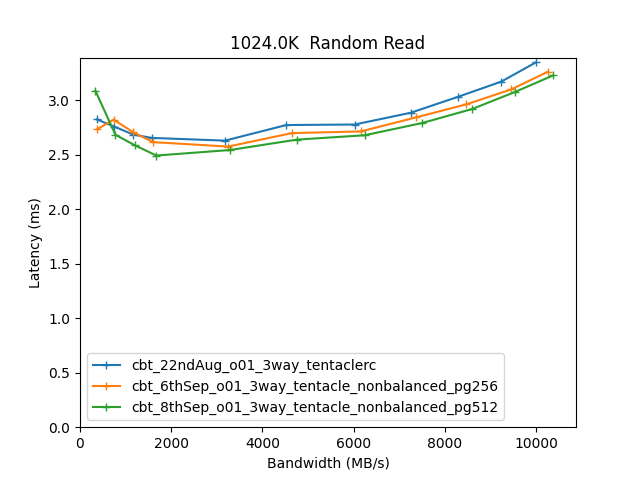 1024.0K  Random Read
Latency (ms)
3.0
2.5
2.0
1.5
1.0
0.5
0.0
cbt_22ndAug_o01_3way_tentaclerc
cbt_6thSep_o01_3way_tentacle_nonbalanced_pg256
cbt_8thSep_o01_3way_tentacle_nonbalanced_pg512
0 2000 4000 6000 8000 10000
Bandwidth (MB/s)